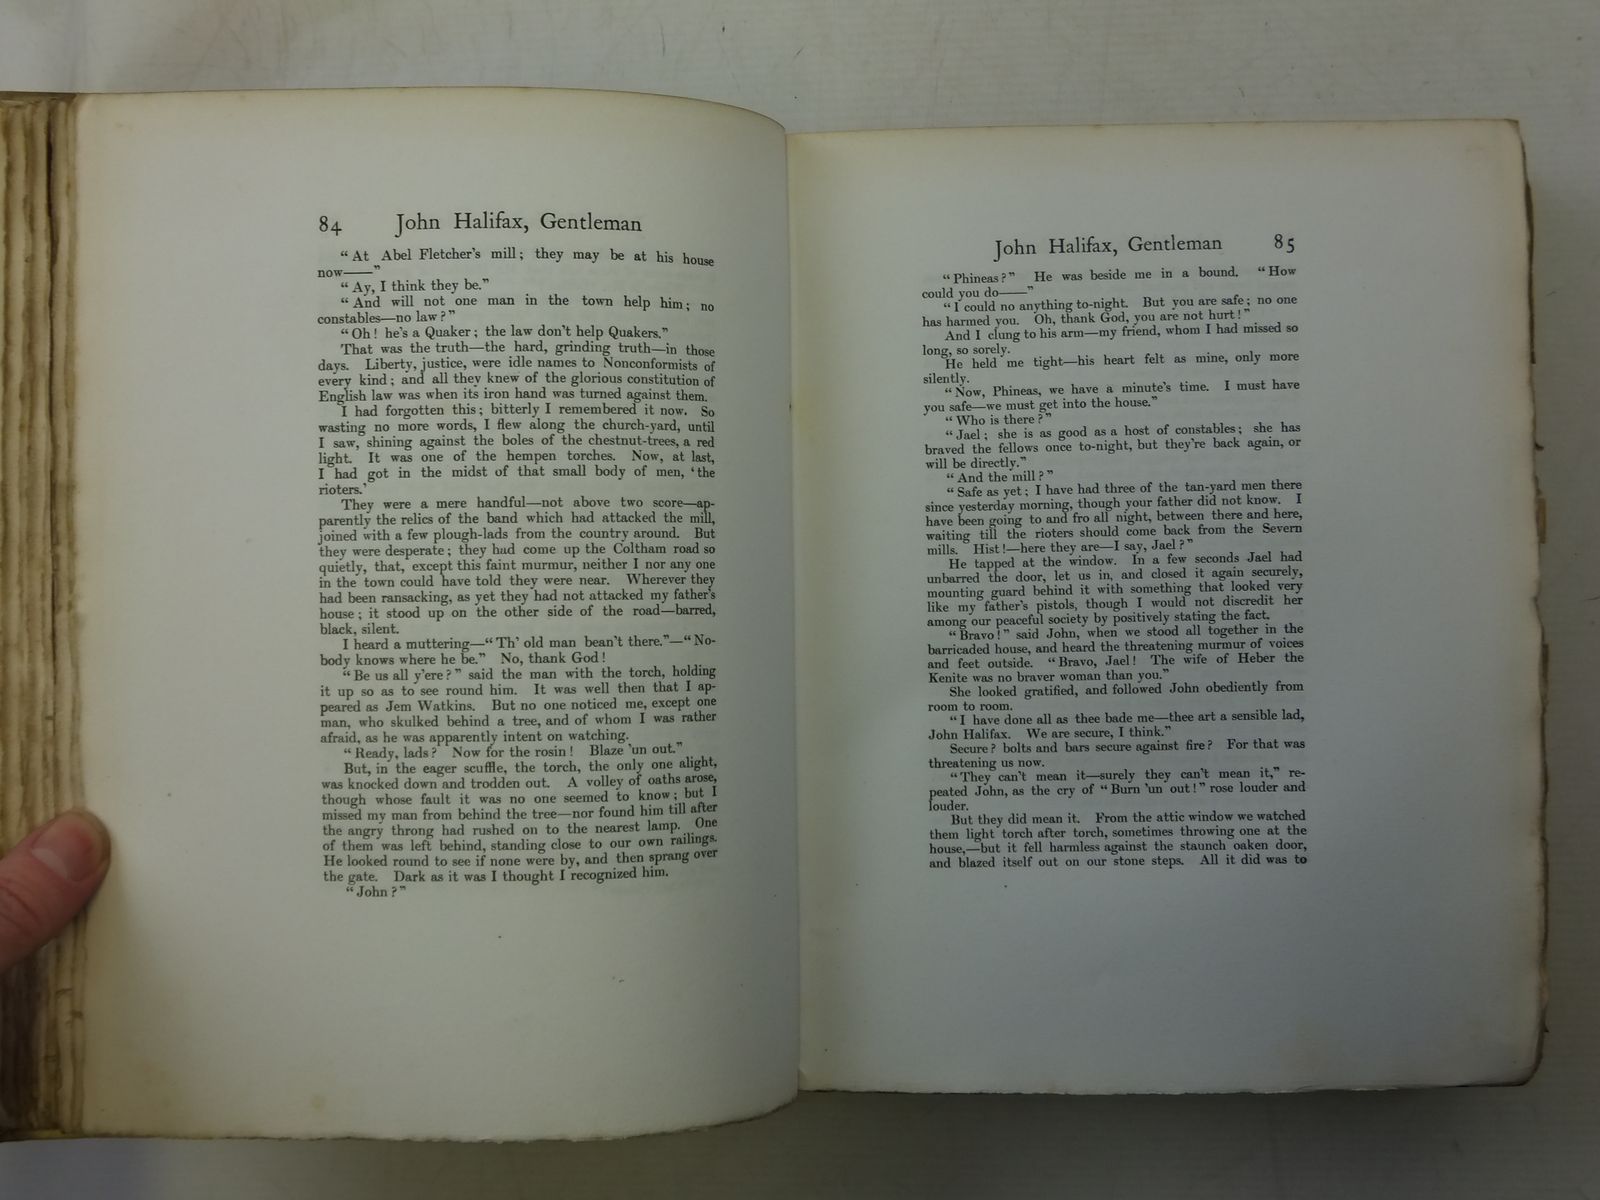 84 John Halifax, Gentleman
“At Abel Fletcher's mill; they may be at his house
now——”
“Ay, I think they be.”
“And will not one man in the town help him; no
constables—no law?”
“Oh! he's a Quaker; the law don't help Quakers.”
That was the truth—the hard, grinding truth—in those
days. Liberty, justice, were idle names to Nonconformists of
every kind; and all they knew of the glorious constitution of
English law was when its iron hand was turned against them.
I had forgotten this; bitterly I remembered it now. So
wasting no more words, I flew along the church-yard, until
I saw, shining against the boles of the chestnut-trees, a red
light. It was one of the hempen torches. Now, at last,
I had got in the midst of that small body of men, ‘the
rioters.’
They were a mere handful—not above two score—ap-
parently the relics of the band which had attacked the mill,
joined with a few plough-lads from the country around. But
they were desperate; they had come up the Coltham road so
quietly, that, except this faint murmur, neither I nor any one
in the town could have told they were near. Wherever they
had been ransacking, as yet they had not attacked my father's
house; it stood up on the other side of the road—barred,
black, silent.
I heard a muttering—“Th' old man bean't there.”—“No-
body knows where he be.” No, thank God!
“Be us all y'ere?” said the man with the torch, holding
it up so as to see round him. It was well then that I ap-
peared as Jem Watkins. But no one noticed me, except one
man, who skulked behind a tree, and of whom I was rather
afraid, as he was apparently intent on watching.
“Ready, lads? Now for the rosin! Blaze 'un out.”
But, in the eager scuffle, the torch, the only one alight,
was knocked down and trodden out. A volley of oaths arose,
though whose fault it was no one seemed to know; but I
missed my man from behind the tree—nor found him till after
the angry throng had rushed on to the nearest lamp. One
of them was left behind, standing close to our own railings.
He looked round to see if none were by, and then sprang over
the gate. Dark as it was I thought I recognized him.
“John?”
John Halifax, Gentleman 85
“Phineas?” He was beside me in a bound. “How
could you do——”
“I could no anything to-night. But you are safe; no one
has harmed you. Oh, thank God, you are not hurt!”
And I clung to his arm—my friend, whom I had missed so
long, so sorely.
He held me tight—his heart felt as mine, only more
silently.
“Now, Phineas, we have a minute's time. I must have
you safe—we must get into the house.”
“Who is there?”
“Jael; she is as good as a host of constables; she has
braved the fellows once to-night, but they're back again, or
will be directly.”
“And the mill?”
“Safe as yet; I have had three of the tan-yard men there
since yesterday morning, though your father did not know. I
have been going to and fro all night, between there and here,
waiting till the rioters should come back from the Severn
mills. Hist!—here they are—I say, Jael?”
He tapped at the window. In a few seconds Jael had
unbarred the door, let us in, and closed it again securely,
mounting guard behind it with something that looked very
like my father's pistols, though I would not discredit her
among our peaceful society by positively stating the fact.
“Bravo!” said John, when we stood all together in the
barricaded house, and heard the threatening murmur of voices
and feet outside. “Bravo, Jael! The wife of Heber the
Kenite was no braver woman than you.”
She looked gratified, and followed John obediently from
room to room.
“I have done all as thee bade me—thee art a sensible lad,
John Halifax. We are secure, I think.”
Secure? bolts and bars secure against fire? For that was
threatening us now.
“They can't mean it—surely they can't mean it,” re-
peated John, as the cry of “Burn 'un out!” rose louder and
louder.
But they did mean it. From the attic window we watched
them light torch after torch, sometimes throwing one at the
house,—but it fell harmless against the staunch oaken door,
and blazed itself out on our stone steps. All it did was to